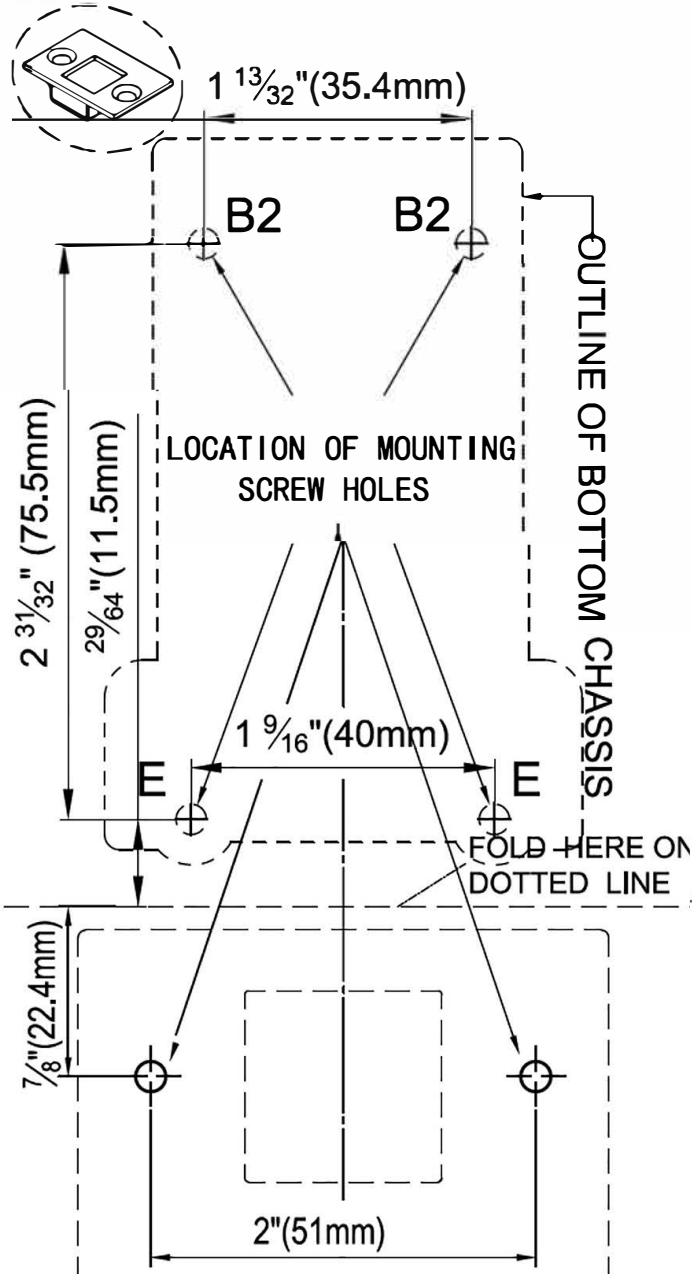 1 13/32"(35.4mm)
B2
B2
OUTLINE OF BOTTOM CHASSIS
LOCATION OF MOUNTING
SCREW HOLES
2 31/32" (75.5mm)
29/64"(11.5mm)
1 9/16"(40mm)
E
E
FOLD HERE ON
DOTTED LINE
7/8"(22.4mm)
2"(51mm)